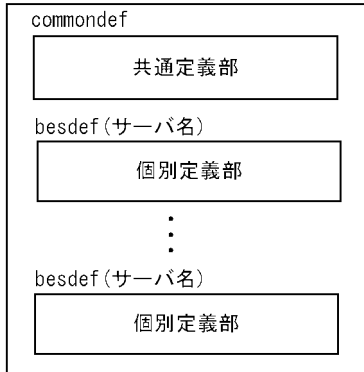 commondef
共通定義部
besdef(サーバ名)
個別定義部
⋮
besdef(サーバ名)
個別定義部